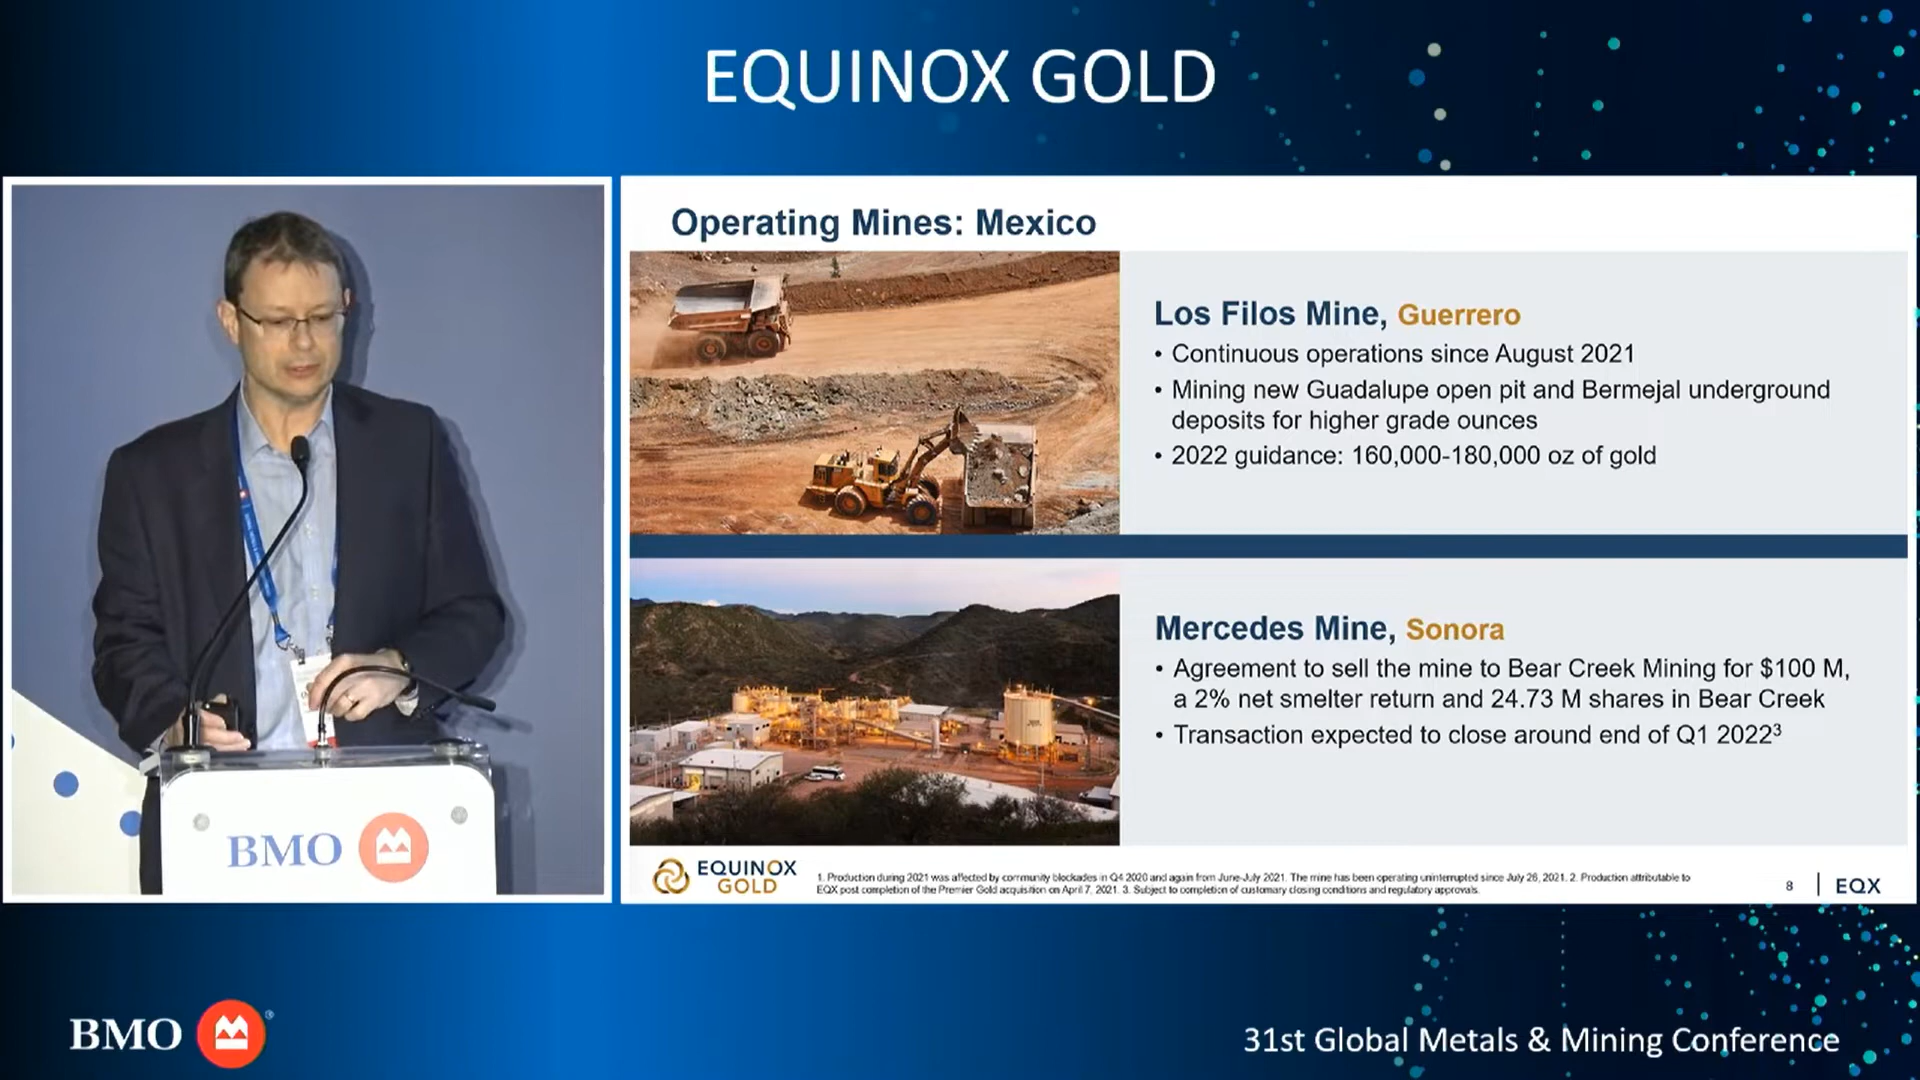 EQUINOX GOLD
Operating Mines: Mexico
Los Filos Mine, Guerrero
• Continuous operations since August 2021
• Mining new Guadalupe open pit and Bermejal underground
deposits for higher grade ounces
• 2022 guidance: 160,000-180,000 oz of gold
Mercedes Mine, Sonora
• Agreement to sell the mine to Bear Creek Mining for $100 M,
a 2% net smelter return and 24.73 M shares in Bear Creek
• Transaction expected to close around end of Q1 2022³
BMO
EQUINOX
GOLD
1. Production during 2021 was affected by community blockades in Q4 2020 and again from June-July 2021. The mine has been operating uninterrupted since July 26, 2021. 2. Production attributable to
EQX post completion of the Premier Gold acquisition on April 7, 2021. 3. Subject to completion of customary closing conditions and regulatory approvals.
8
EQX
BMO
31st Global Metals & Mining Conference